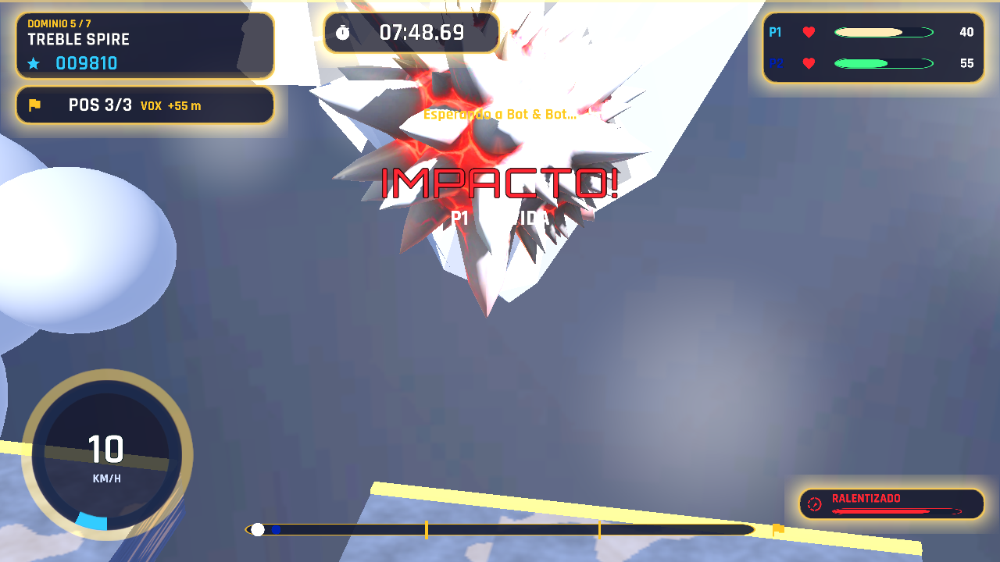 DOMINIO 5 / 7
TREBLE SPIRE
009810
POS 3/3 VOX +55 m
07:48.69
P1 40
P2 55
Esperando a Bot & Bot...
IMPACTO!
P1
10
KM/H
RALENTIZADO